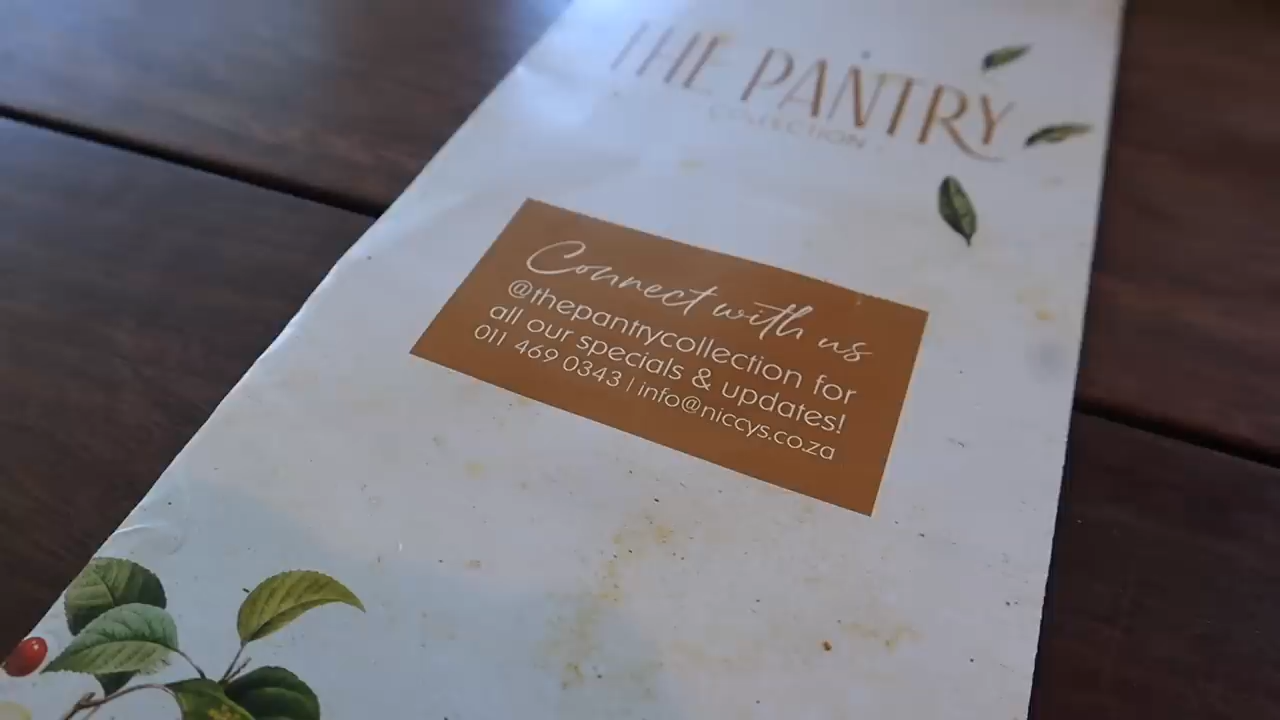 THE PANTRY
COLLECTION
Connect with us
@thepantrycollection for
all our specials & updates!
011 469 0343 | info@niccys.co.za